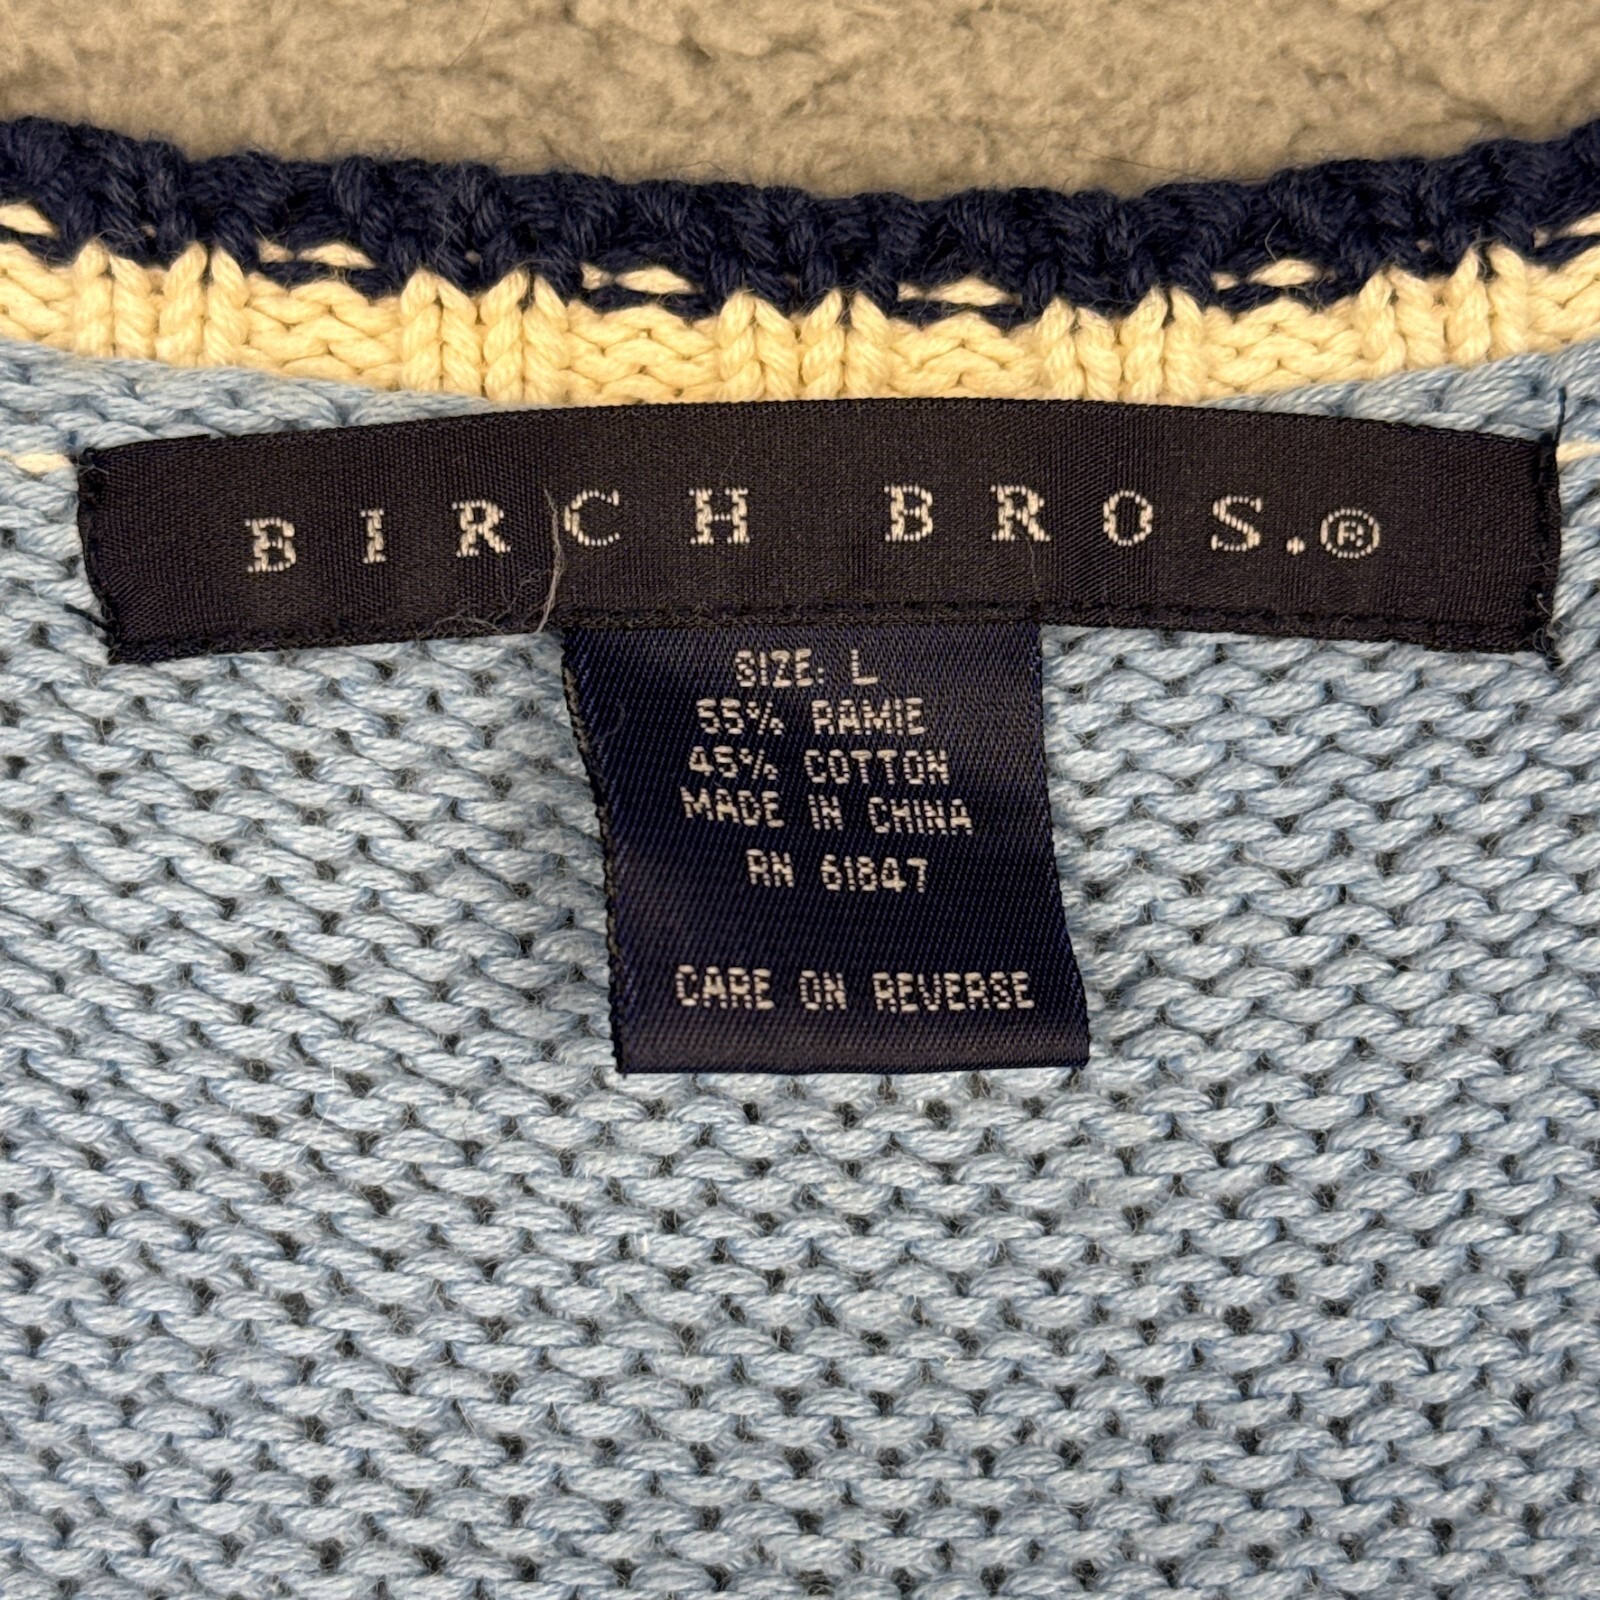 BIRCH BROS.®
SIZE: L
55% RAMIE
45% COTTON
MADE IN CHINA
RN 61847
CARE ON REVERSE